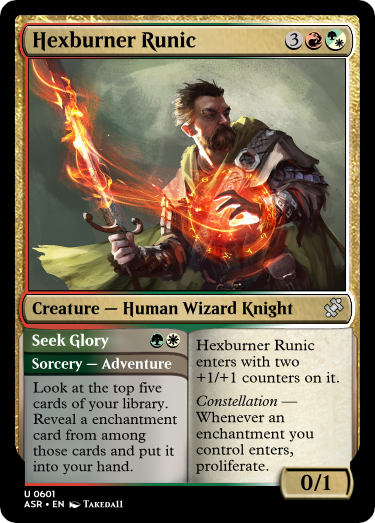 Hexburner Runic 3
Creature — Human Wizard Knight
Seek Glory
Sorcery — Adventure
Look at the top five
cards of your library.
Reveal a enchantment
card from among
those cards and put it
into your hand.
Hexburner Runic
enters with two
+1/+1 counters on it.
Constellation —
Whenever an
enchantment you
control enters,
proliferate.
0/1
U 0601
ASR • EN Takeda11